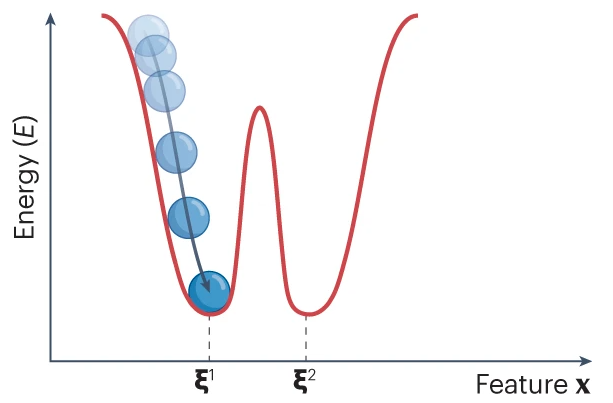 Energy (E)
ξ¹
ξ²
Feature x